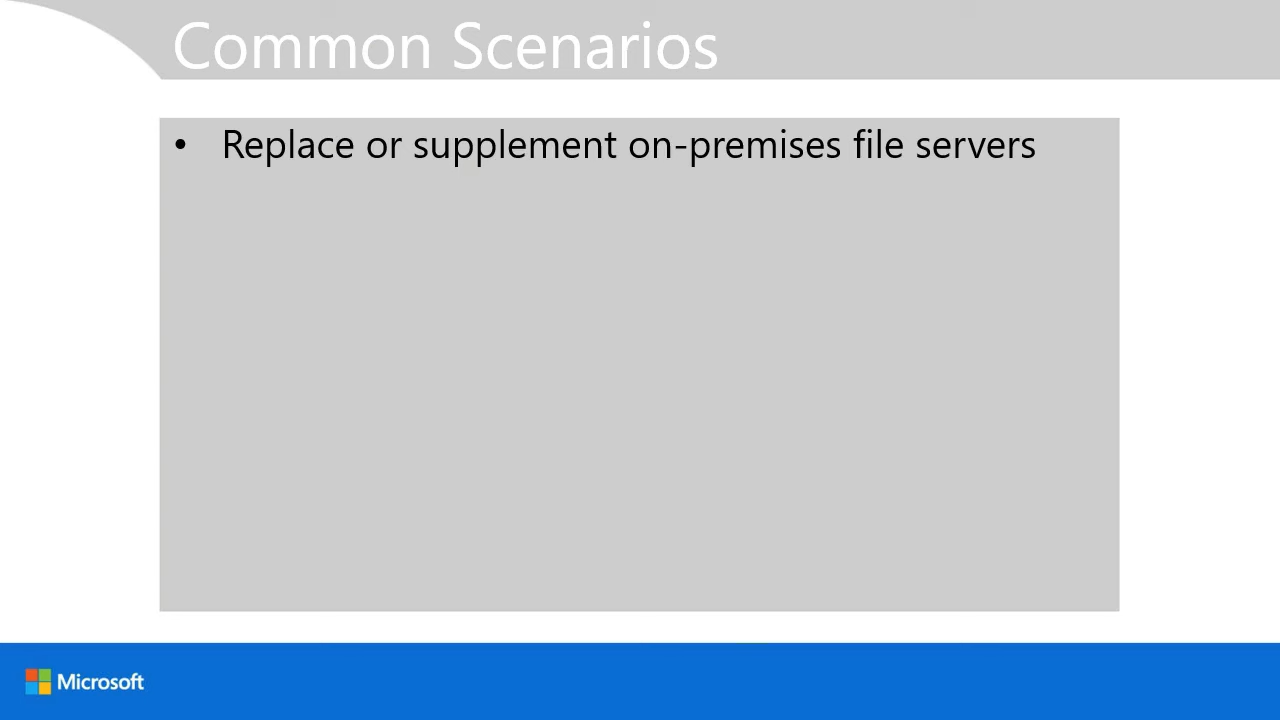 Common Scenarios
• Replace or supplement on-premises file servers
Microsoft